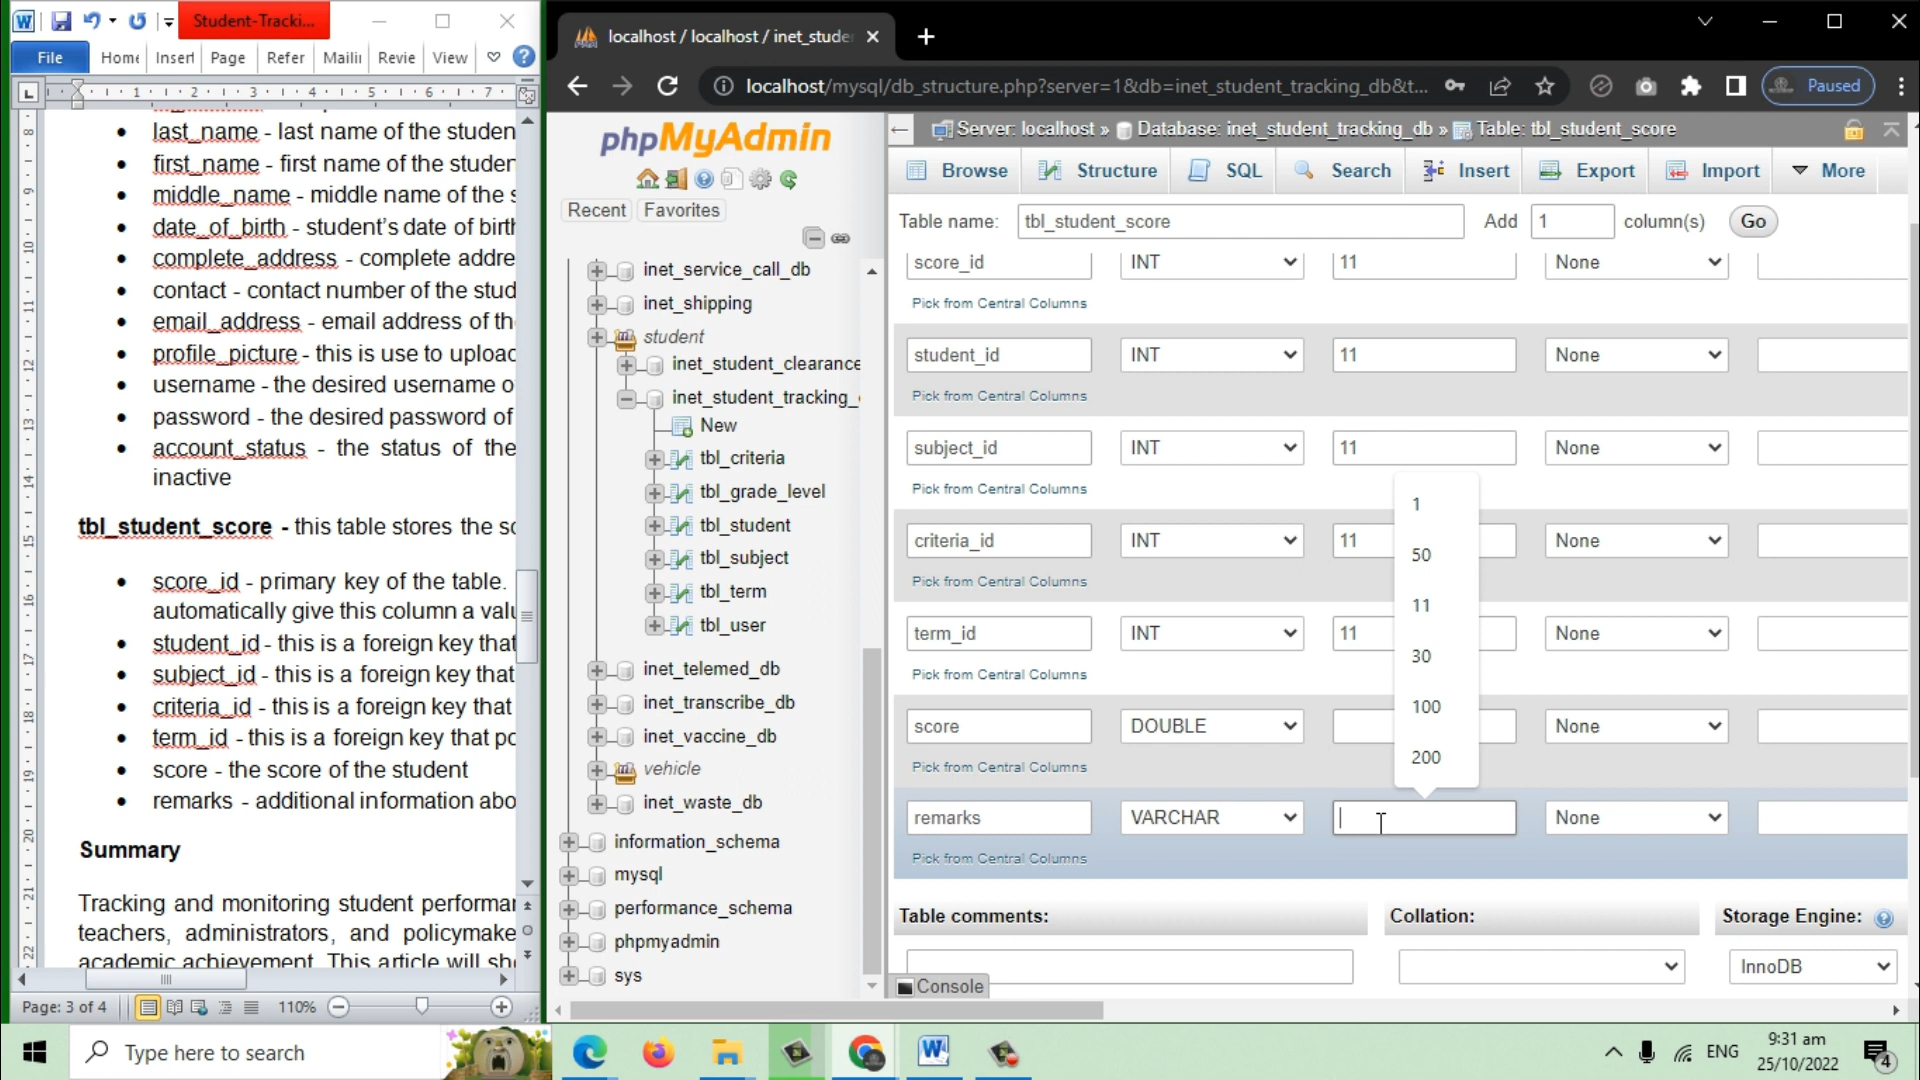 Student-Tracki...
File
Home
Insert
Page
Refer
Mailin
Revie
View
last_name - last name of the studen
first_name - first name of the studen
middle_name - middle name of the s
date_of_birth - student's date of birth
complete_address - complete addre
contact - contact number of the stud
email_address - email address of th
profile_picture - this is use to upload
username - the desired username o
password - the desired password of
account_status - the status of the
inactive
tbl_student_score - this table stores the sc
score_id - primary key of the table.
automatically give this column a valu
student_id - this is a foreign key that
subject_id - this is a foreign key that
criteria_id - this is a foreign key that
term_id - this is a foreign key that po
score - the score of the student
remarks - additional information abo
Summary
Tracking and monitoring student performan
teachers, administrators, and policymake
academic achievement. This article will sh
Page: 3 of 4
110%
localhost / localhost / inet_stude
localhost/mysql/db_structure.php?server=1&db=inet_student_tracking_db&t...
Paused
phpMyAdmin
Recent
Favorites
inet_service_call_db
inet_shipping
student
inet_student_clearance
inet_student_tracking_
New
tbl_criteria
tbl_grade_level
tbl_student
tbl_subject
tbl_term
tbl_user
inet_telemed_db
inet_transcribe_db
inet_vaccine_db
vehicle
inet_waste_db
information_schema
mysql
performance_schema
phpmyadmin
sys
Server: localhost » Database: inet_student_tracking_db » Table: tbl_student_score
Browse
Structure
SQL
Search
Insert
Export
Import
More
Table name: tbl_student_score Add 1 column(s) Go
score_id INT 11 None
Pick from Central Columns
student_id INT 11 None
Pick from Central Columns
subject_id INT 11 None
Pick from Central Columns
criteria_id INT 11 None
Pick from Central Columns
term_id INT 11 None
Pick from Central Columns
score DOUBLE None
Pick from Central Columns
remarks VARCHAR None
Pick from Central Columns
1
50
11
30
100
200
Table comments: Collation: Storage Engine:
InnoDB
Console
Type here to search
ENG
9:31 am
25/10/2022
4